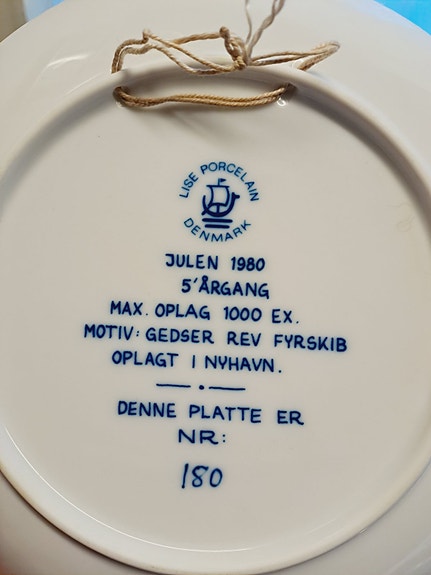 LISE PORCELAIN
DENMARK
JULEN 1980
5'ÅRGANG
MAX. OPLAG 1000 EX.
MOTIV: GEDSER REV FYRSKIB
OPLAGT I NYHAVN.
DENNE PLATTE ER
NR:
180